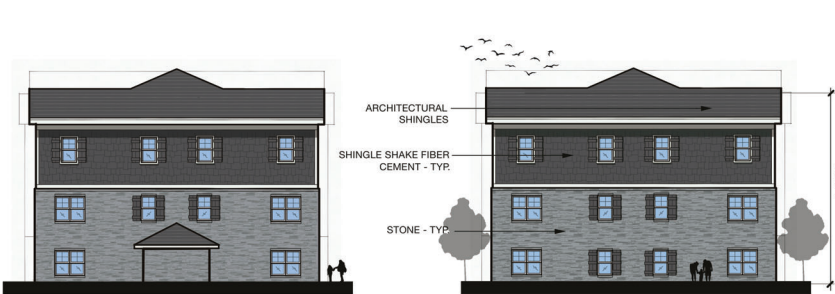 ARCHITECTURAL
SHINGLES
SHINGLE SHAKE FIBER
CEMENT - TYP.
STONE - TYP